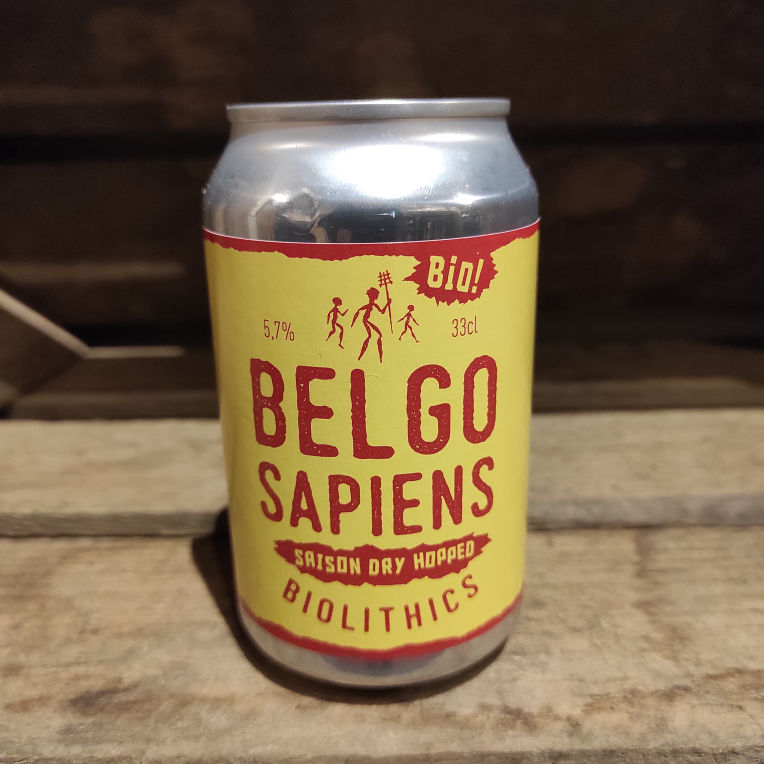 Bio!
5,7% 33cl
BELGO
SAPIENS
SAISON DRY HOPPED
BIOLITHICS